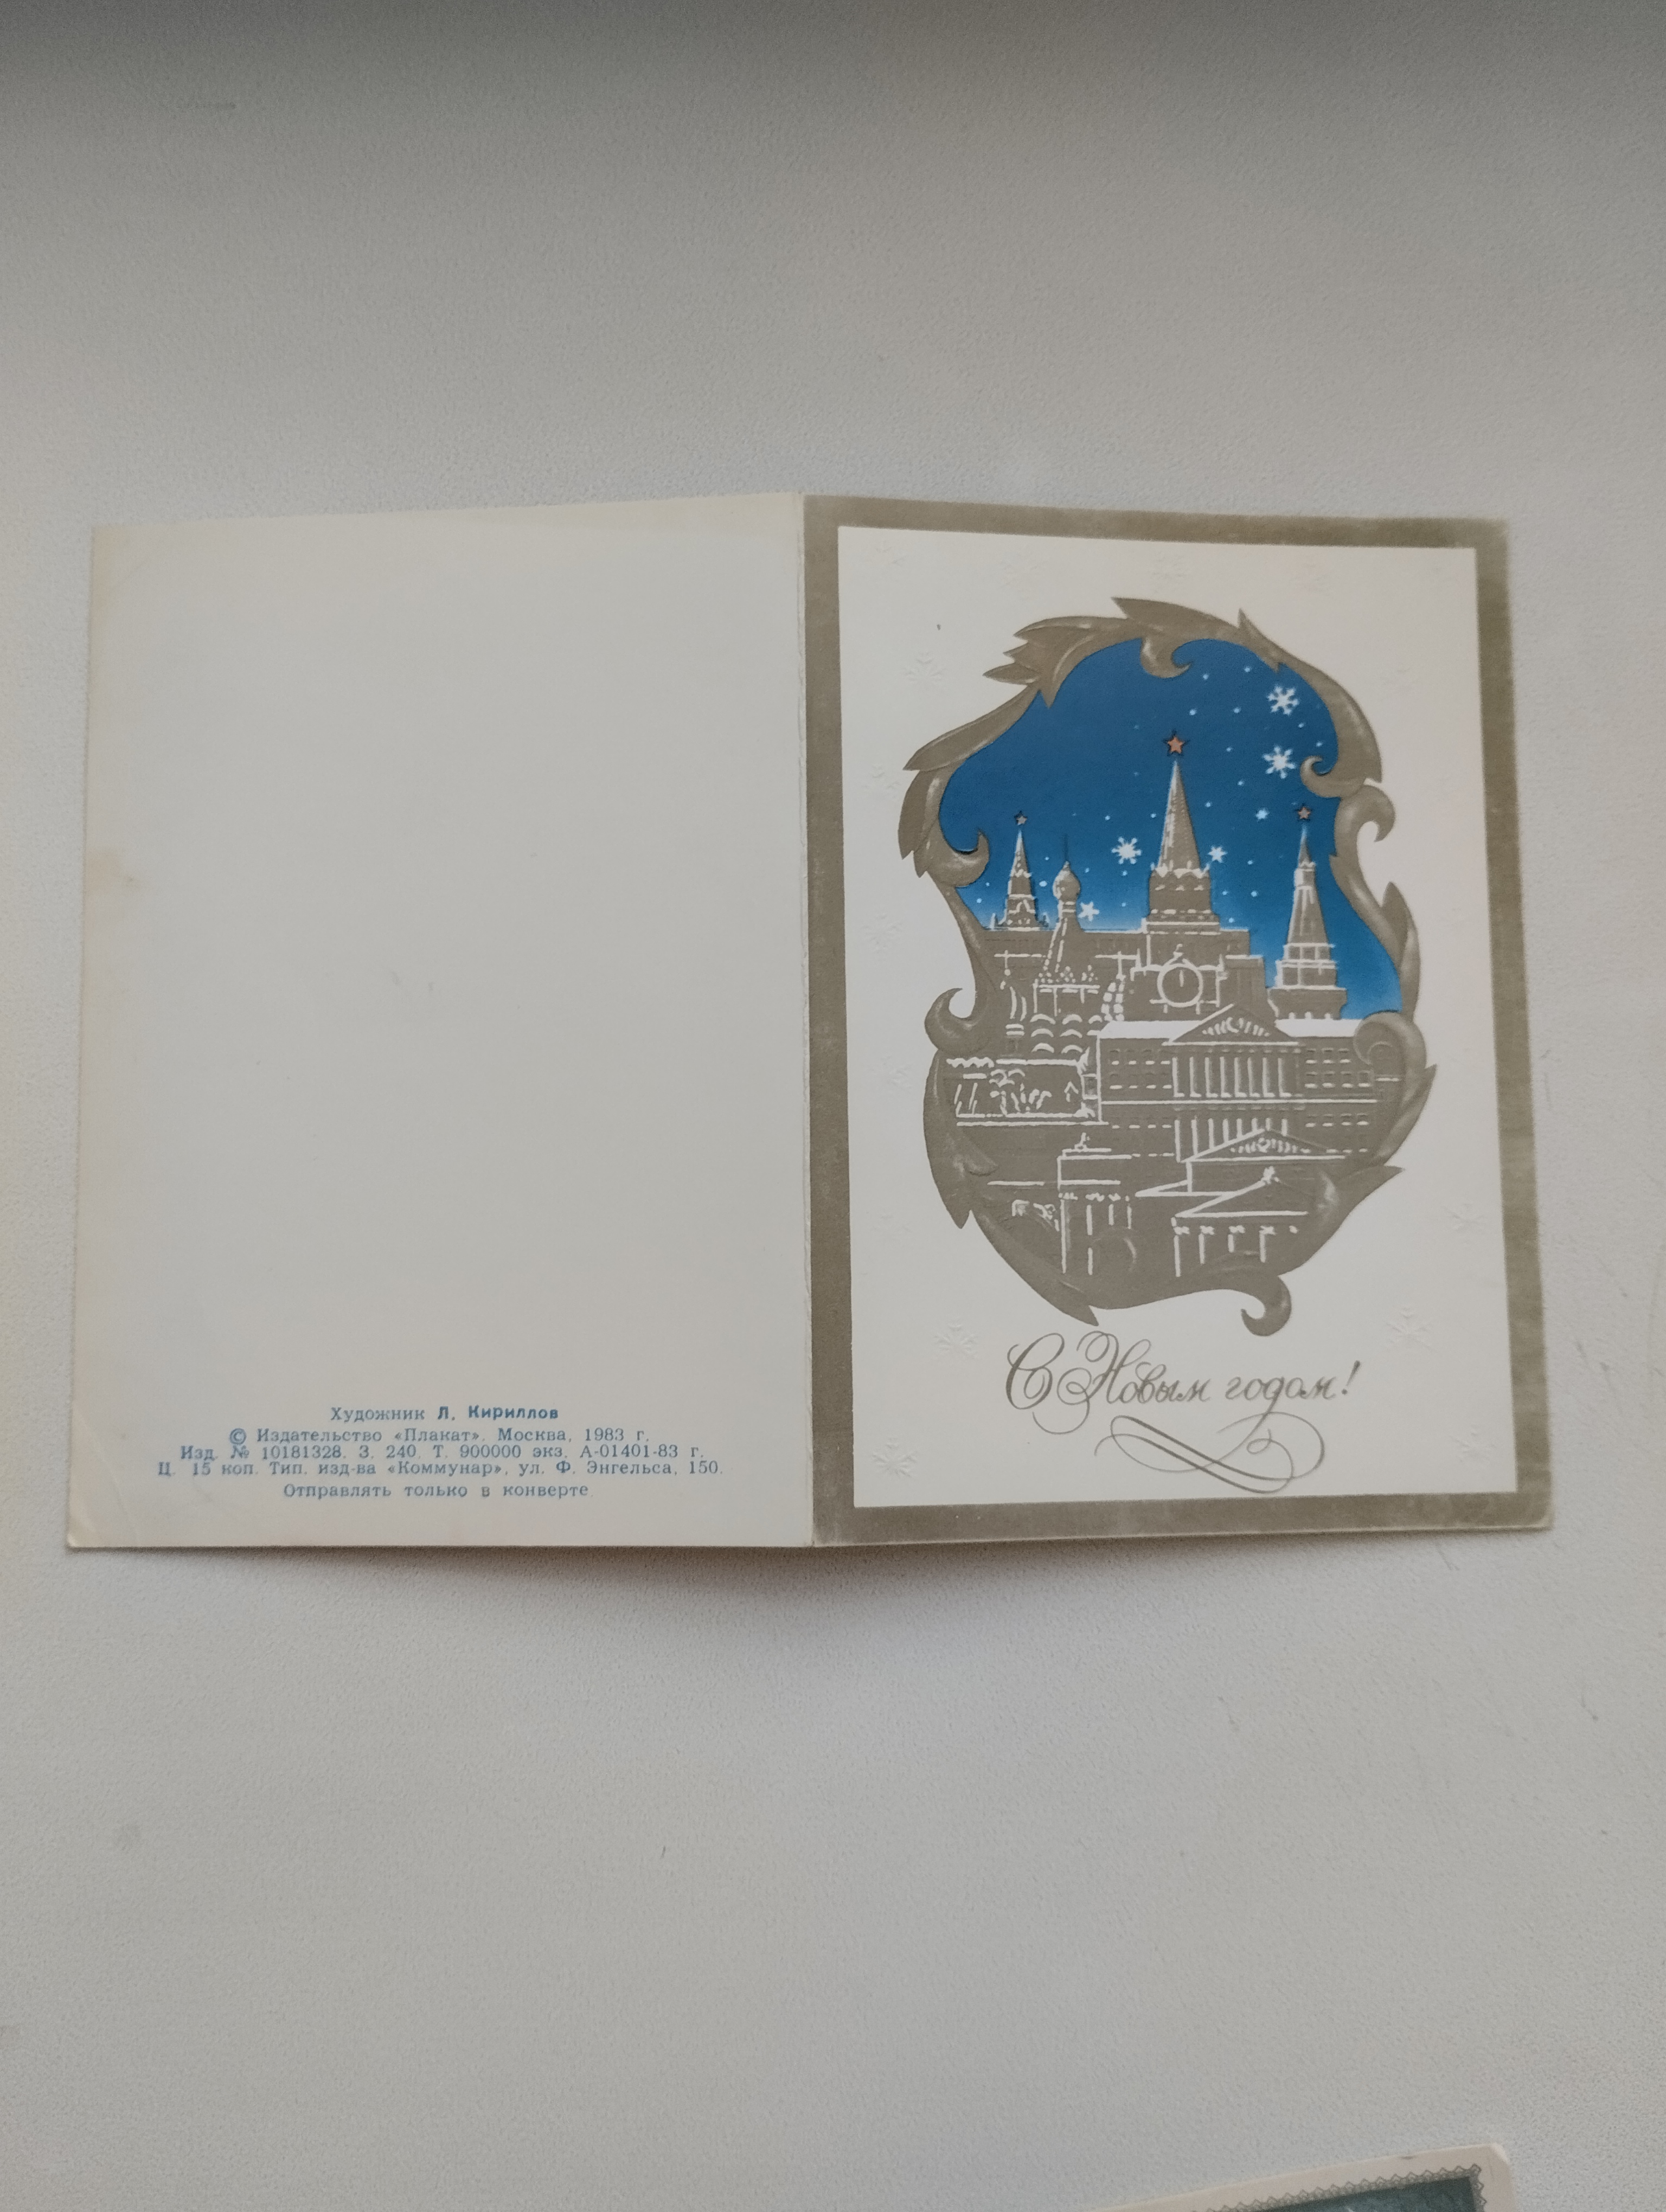 Художник Л. Кириллов
© Издательство «Плакат». Москва, 1983 г.
Изд. № 10181328. З. 240. Т. 900000 экз. А-01401-83 г.
Ц. 15 коп. Тип. изд-ва «Коммунар», ул. Ф. Энгельса, 150.
Отправлять только в конверте
С Новым годом!